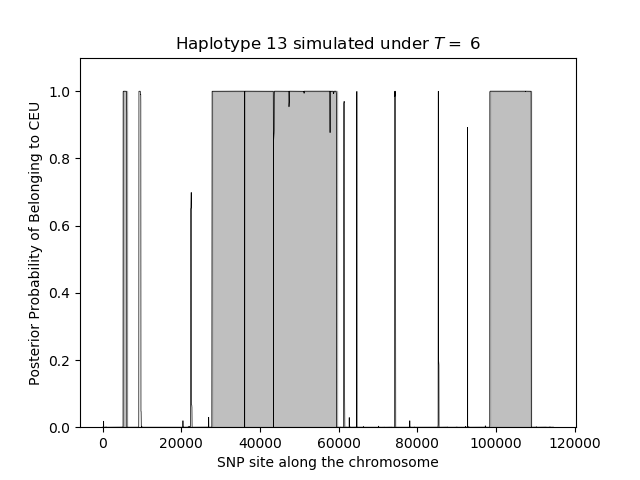 Haplotype 13 simulated under T = 6
Posterior Probability of Belonging to CEU
1.0
0.8
0.6
0.4
0.2
0.0
0 20000 40000 60000 80000 100000 120000
SNP site along the chromosome